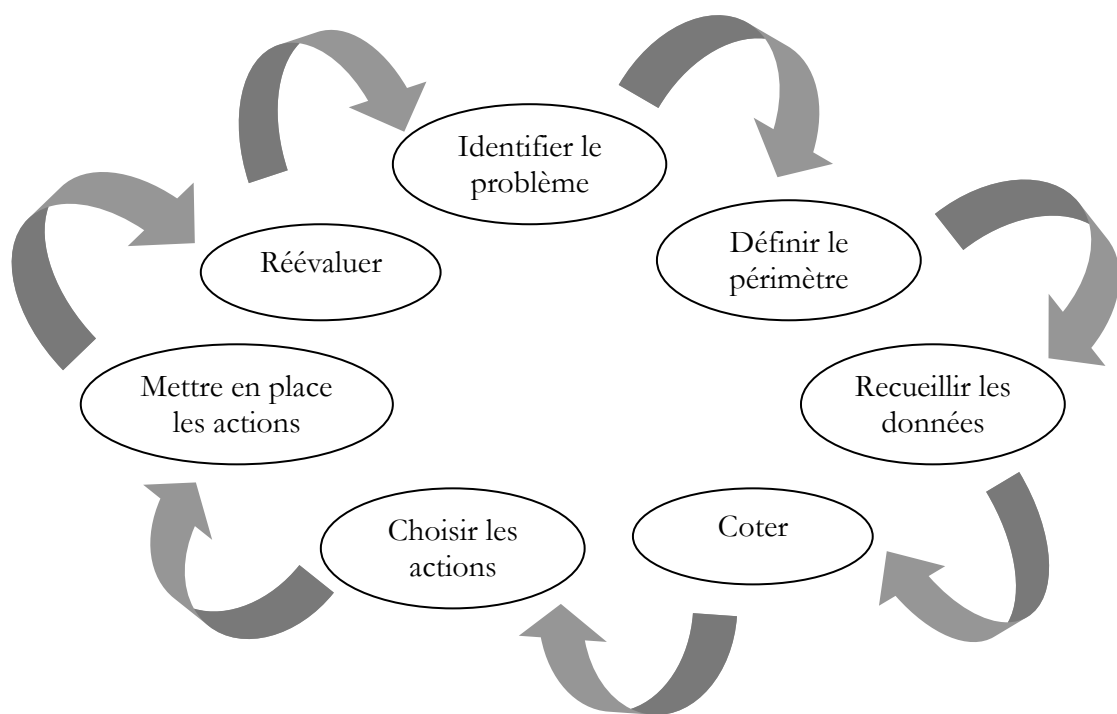 Identifier le
problème
Définir le
périmètre
Recueillir les
données
Coter
Choisir les
actions
Mettre en place
les actions
Réévaluer